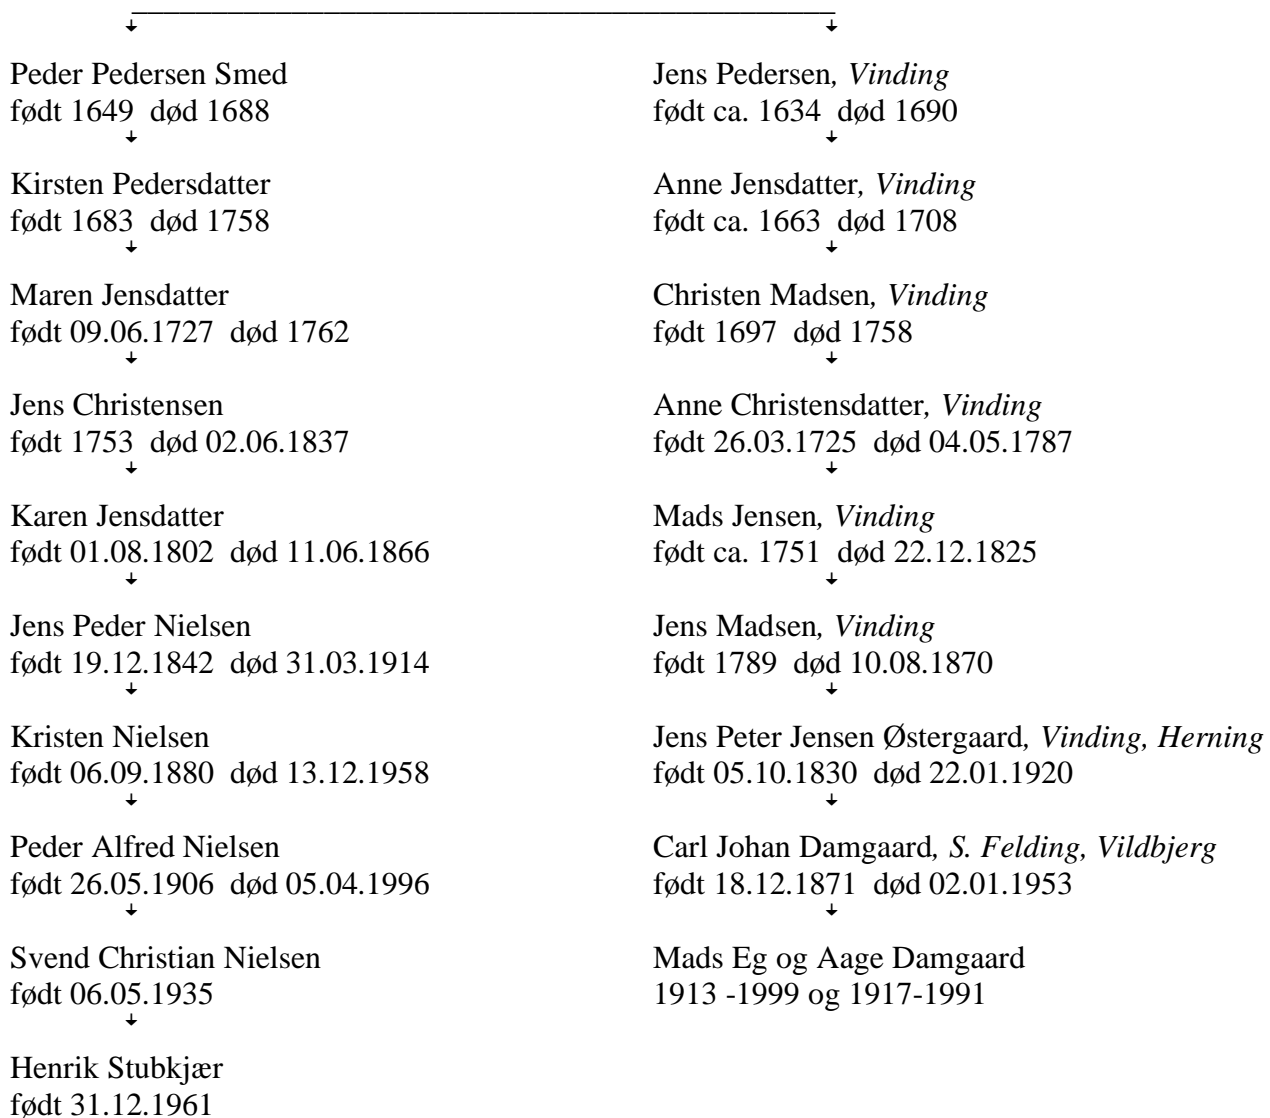 Peder Pedersen Smed
født 1649  død 1688
Kirsten Pedersdatter
født 1683  død 1758
Maren Jensdatter
født 09.06.1727  død 1762
Jens Christensen
født 1753  død 02.06.1837
Karen Jensdatter
født 01.08.1802  død 11.06.1866
Jens Peder Nielsen
født 19.12.1842  død 31.03.1914
Kristen Nielsen
født 06.09.1880  død 13.12.1958
Peder Alfred Nielsen
født 26.05.1906  død 05.04.1996
Svend Christian Nielsen
født 06.05.1935
Henrik Stubkjær
født 31.12.1961
Jens Pedersen, Vinding
født ca. 1634  død 1690
Anne Jensdatter, Vinding
født ca. 1663  død 1708
Christen Madsen, Vinding
født 1697  død 1758
Anne Christensdatter, Vinding
født 26.03.1725  død 04.05.1787
Mads Jensen, Vinding
født ca. 1751  død 22.12.1825
Jens Madsen, Vinding
født 1789  død 10.08.1870
Jens Peter Jensen Østergaard, Vinding, Herning
født 05.10.1830  død 22.01.1920
Carl Johan Damgaard, S. Felding, Vildbjerg
født 18.12.1871  død 02.01.1953
Mads Eg og Aage Damgaard
1913 -1999 og 1917-1991